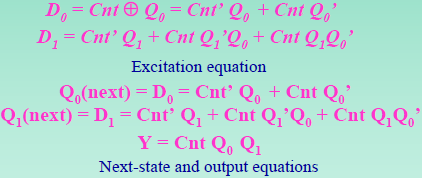 D₀ = Cnt ⊕ Q₀ = Cnt’ Q₀ + Cnt Q₀’
D₁ = Cnt’ Q₁ + Cnt Q₁’Q₀ + Cnt Q₁Q₀’
Excitation equation
Q₀(next) = D₀ = Cnt’ Q₀ + Cnt Q₀’
Q₁(next) = D₁ = Cnt’ Q₁ + Cnt Q₁’Q₀ + Cnt Q₁Q₀’
Y = Cnt Q₀ Q₁
Next-state and output equations